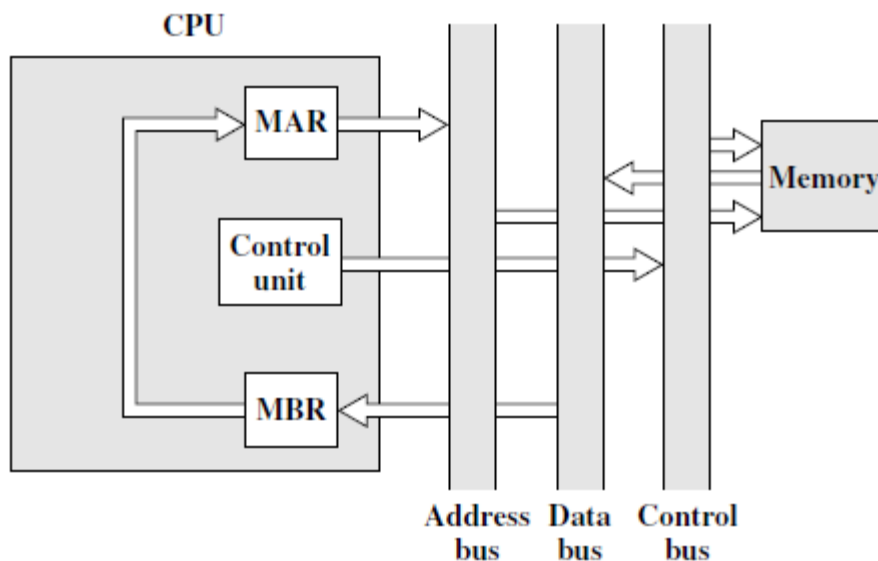 CPU
MAR
Memory
Control
unit
MBR
Address
bus
Data
bus
Control
bus